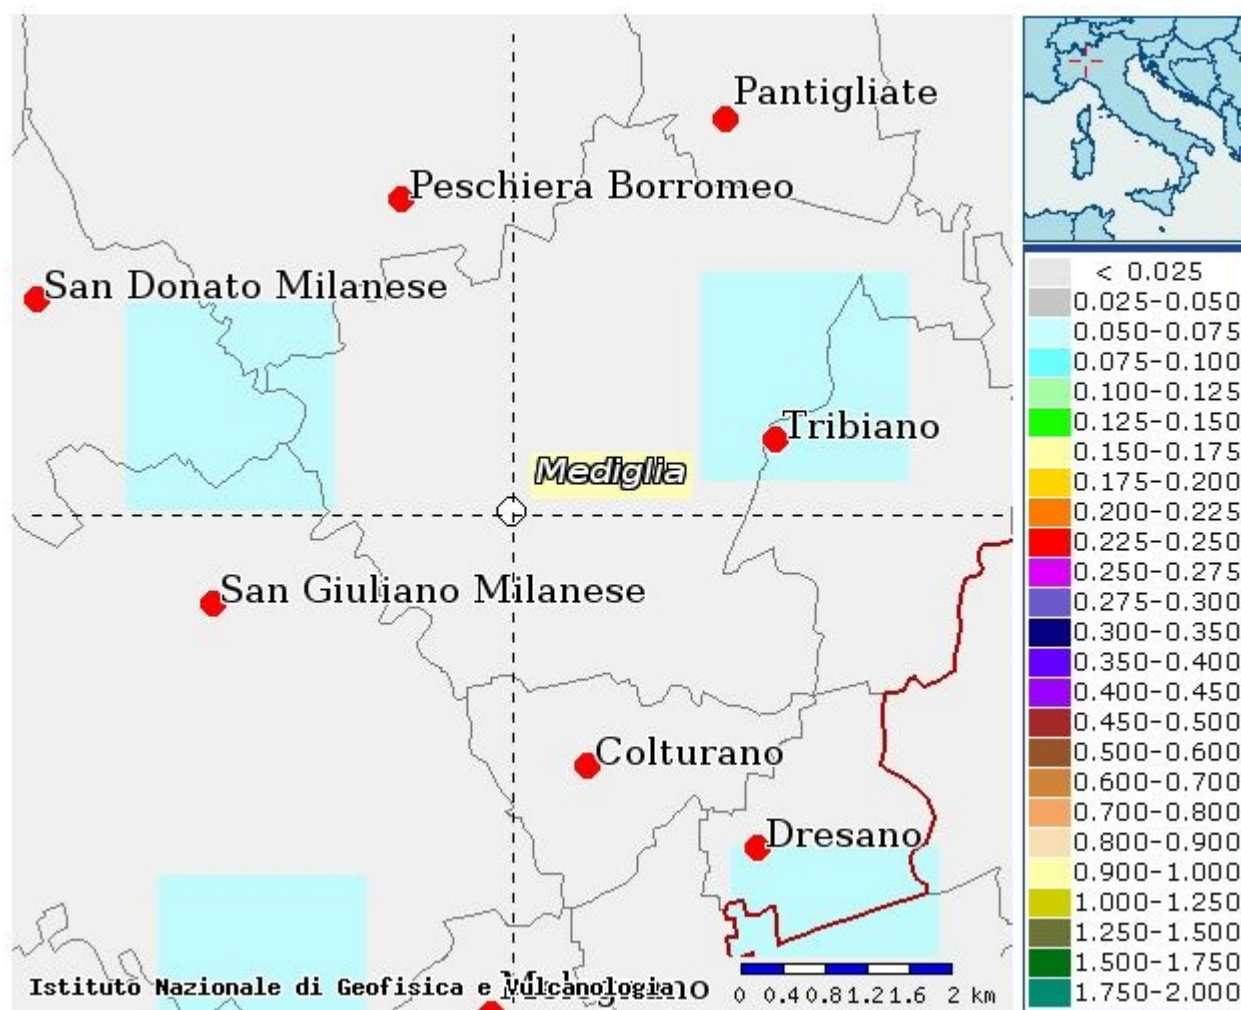 Pantigliate
Peschiera Borromeo
San Donato Milanese
Tribiano
Mediglia
San Giuliano Milanese
Colturano
Dresano
Istituto Nazionale di Geofisica e Vulcanologia
0 0.4 0.8 1.2 1.6 2 km
< 0.025
0.025-0.050
0.050-0.075
0.075-0.100
0.100-0.125
0.125-0.150
0.150-0.175
0.175-0.200
0.200-0.225
0.225-0.250
0.250-0.275
0.275-0.300
0.300-0.350
0.350-0.400
0.400-0.450
0.450-0.500
0.500-0.600
0.600-0.700
0.700-0.800
0.800-0.900
0.900-1.000
1.000-1.250
1.250-1.500
1.500-1.750
1.750-2.000